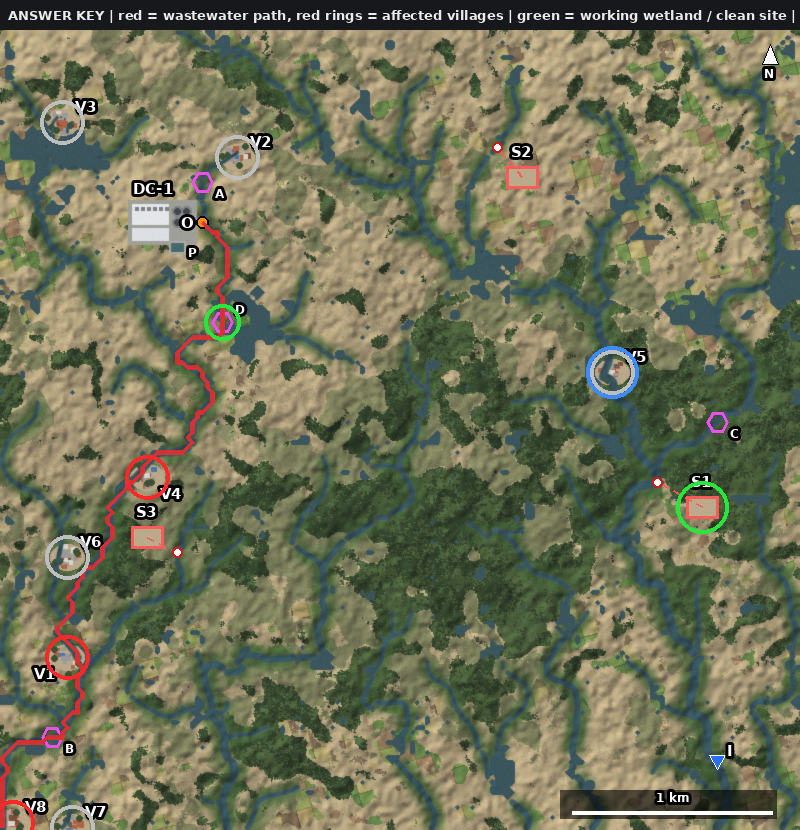 ANSWER KEY | red = wastewater path, red rings = affected villages | green = working wetland / clean site |
N
V3
V2
S2
A
DC-1
O
P
D
V5
C
S1
V4
S3
V6
V1
B
I
1 km
V8
V7